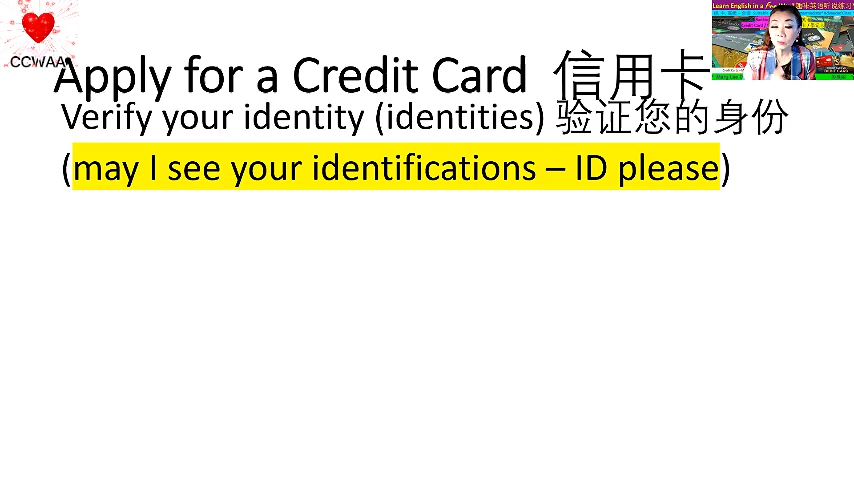 CCWAA
Apply for a Credit Card 信用卡
Verify your identity (identities) 验证您的身份
(may I see your identifications – ID please)
Learn English in a